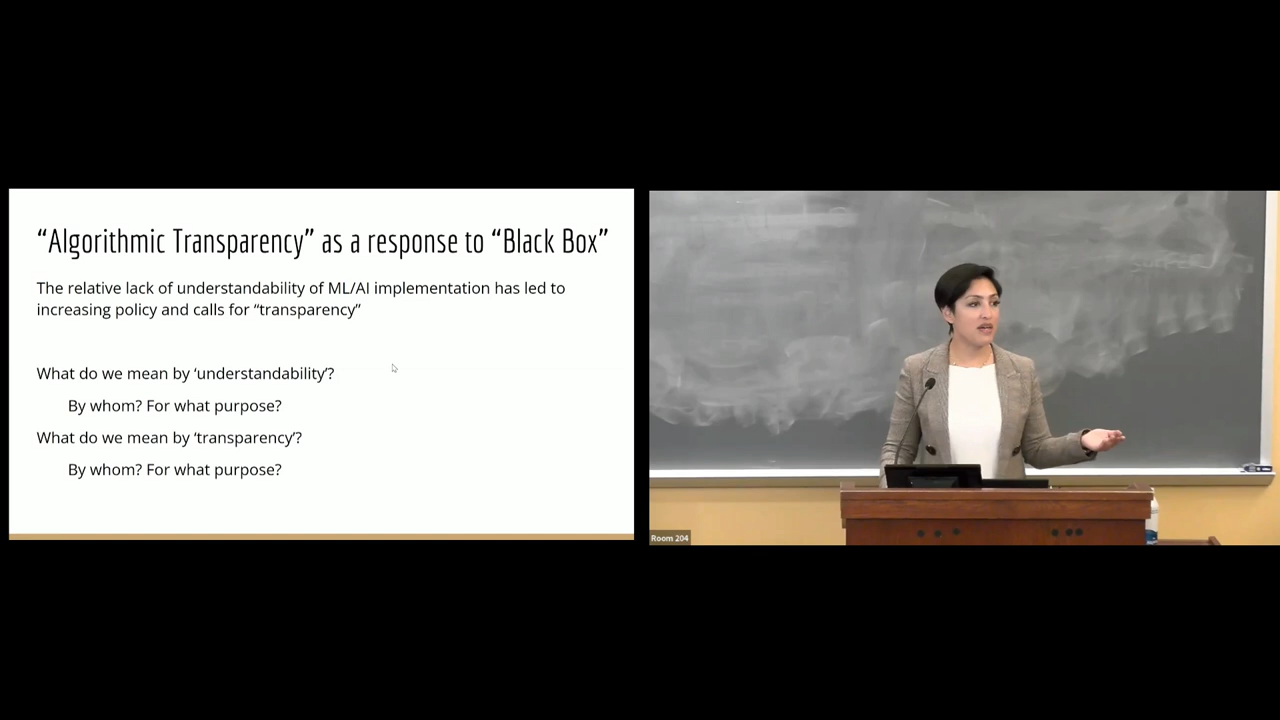 “Algorithmic Transparency” as a response to “Black Box”
The relative lack of understandability of ML/AI implementation has led to
increasing policy and calls for “transparency”
What do we mean by ‘understandability’?
By whom? For what purpose?
What do we mean by ‘transparency’?
By whom? For what purpose?
Room 204